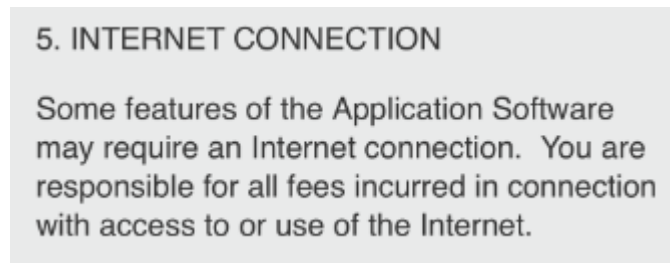 5. INTERNET CONNECTION
Some features of the Application Software
may require an Internet connection.  You are
responsible for all fees incurred in connection
with access to or use of the Internet.